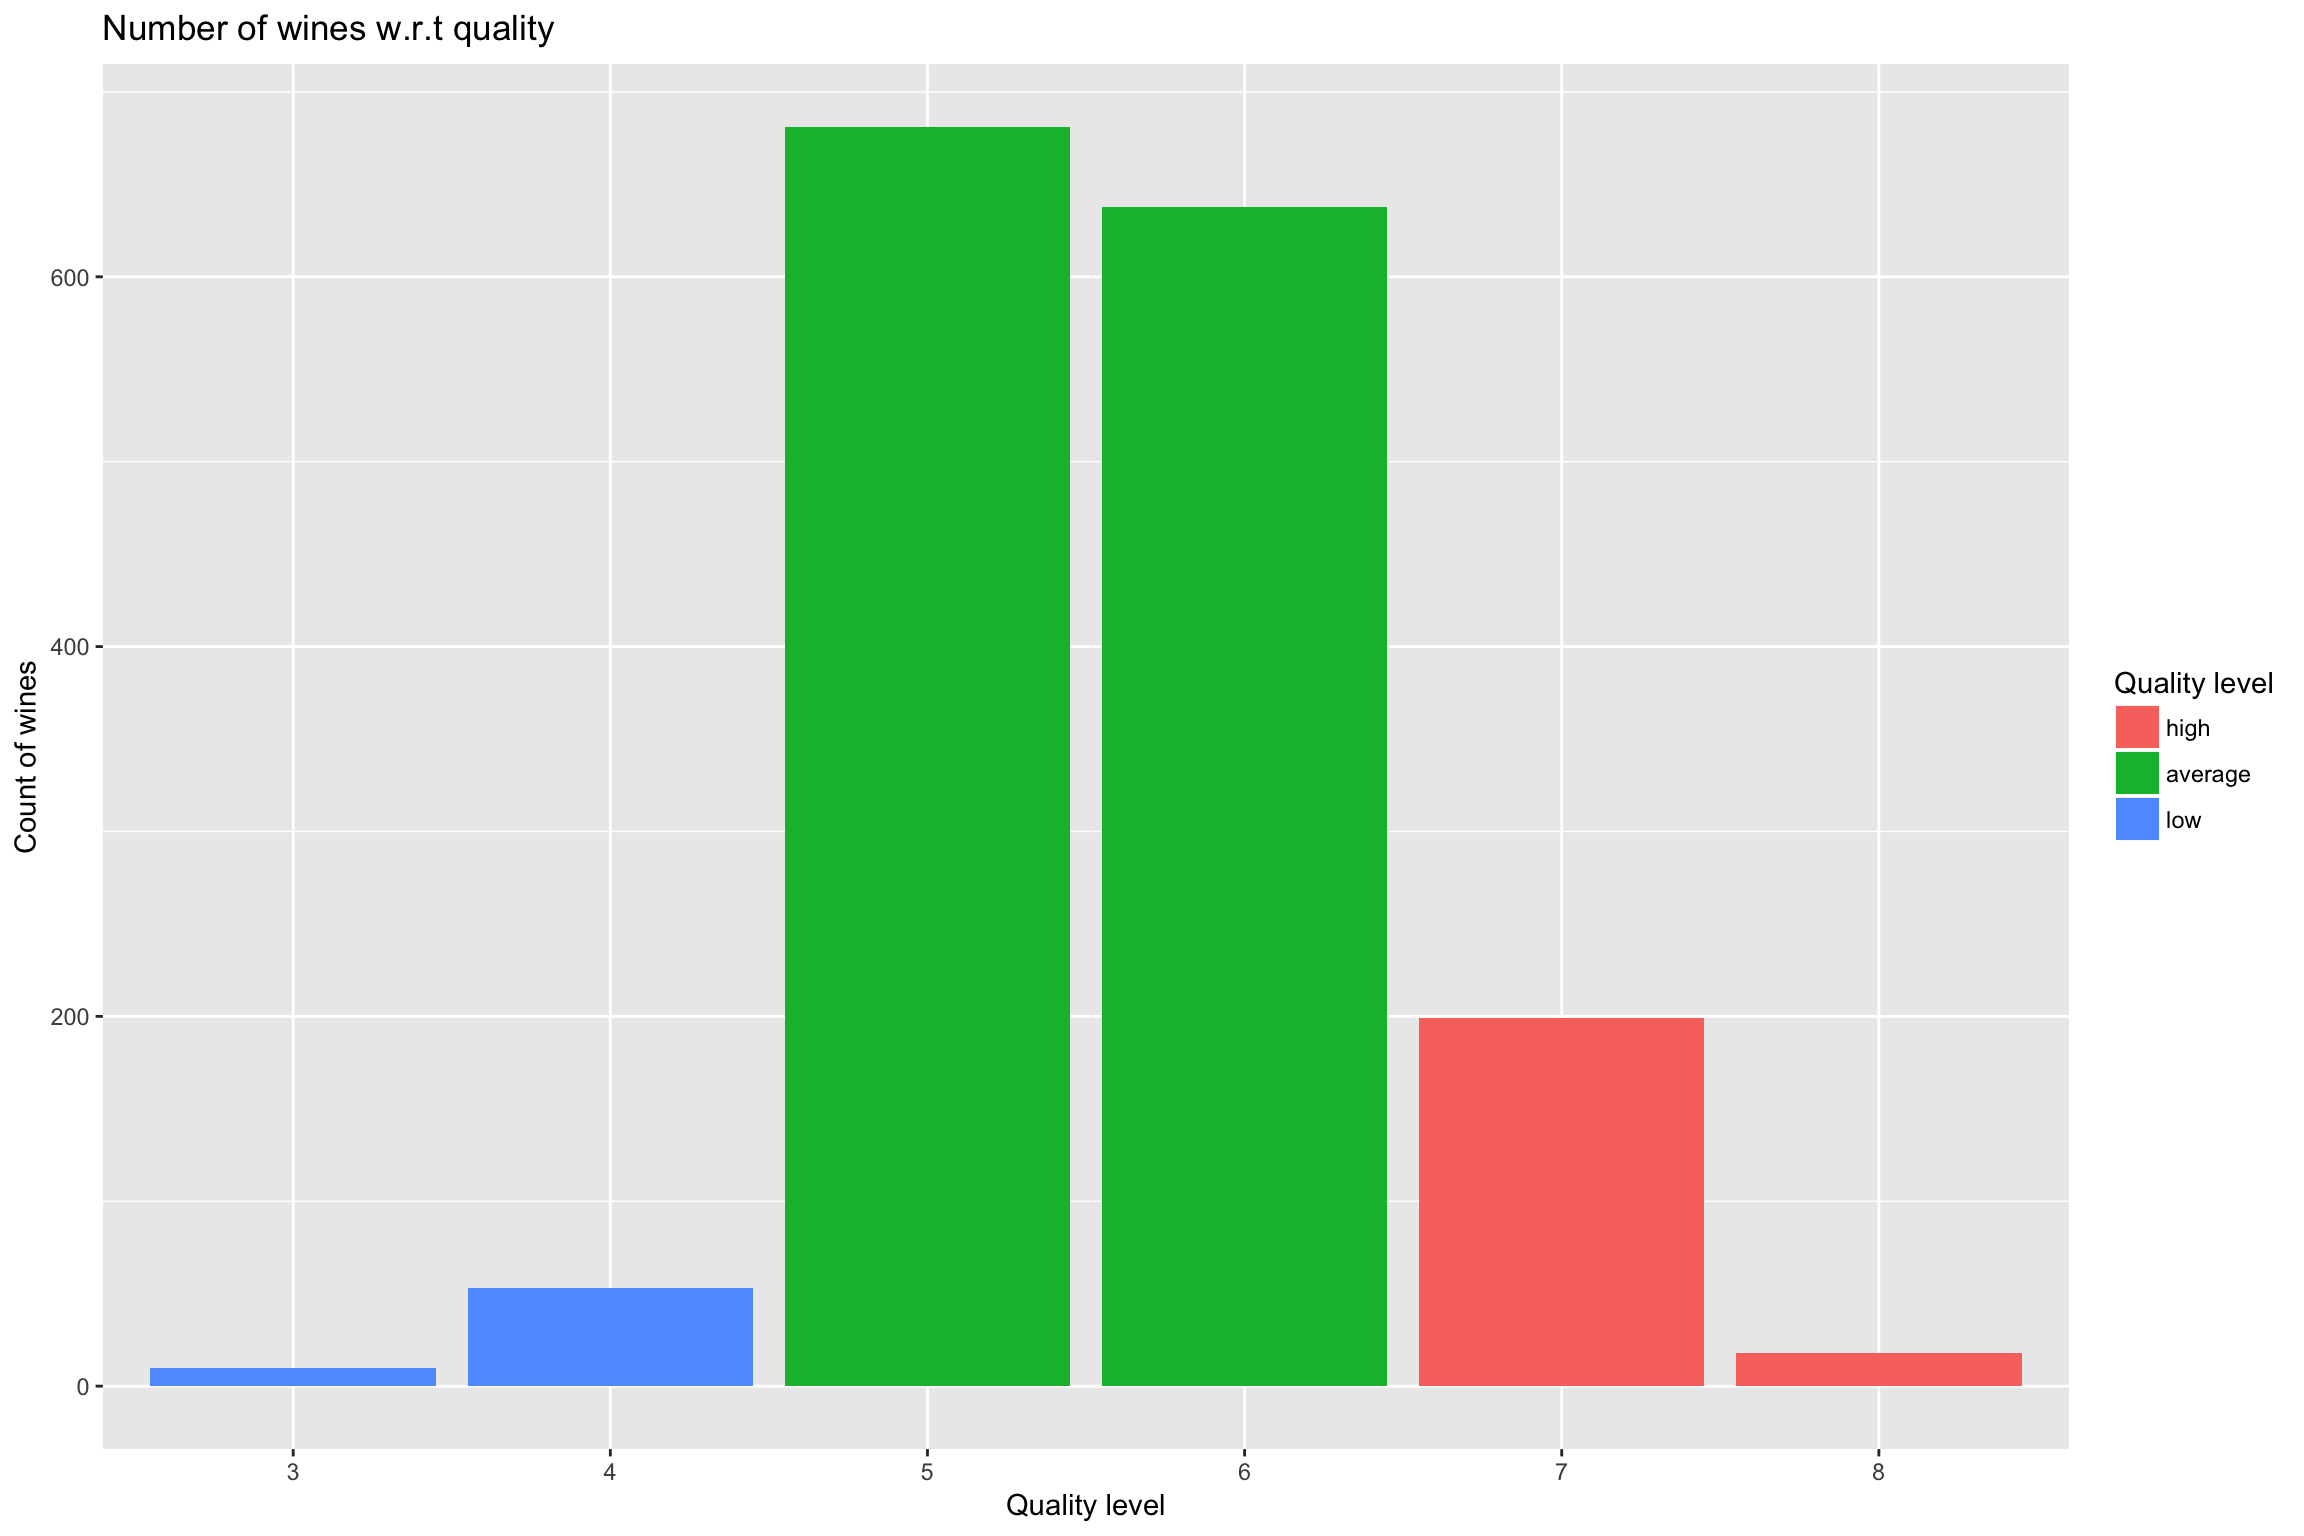 Number of wines w.r.t quality
600
400
200
0
Count of wines
3 4 5 6 7 8
Quality level
Quality level
high
average
low